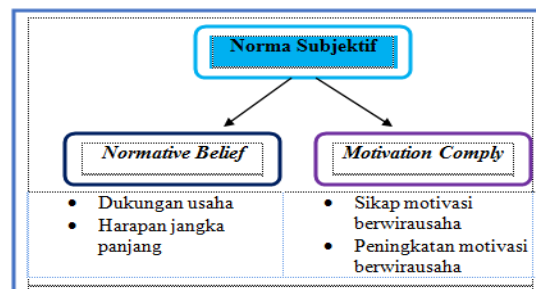 Norma Subjektif
Normative Belief
Motivation Comply
• Dukungan usaha
• Harapan jangka
panjang
• Sikap motivasi
berwirausaha
• Peningkatan motivasi
berwirausaha